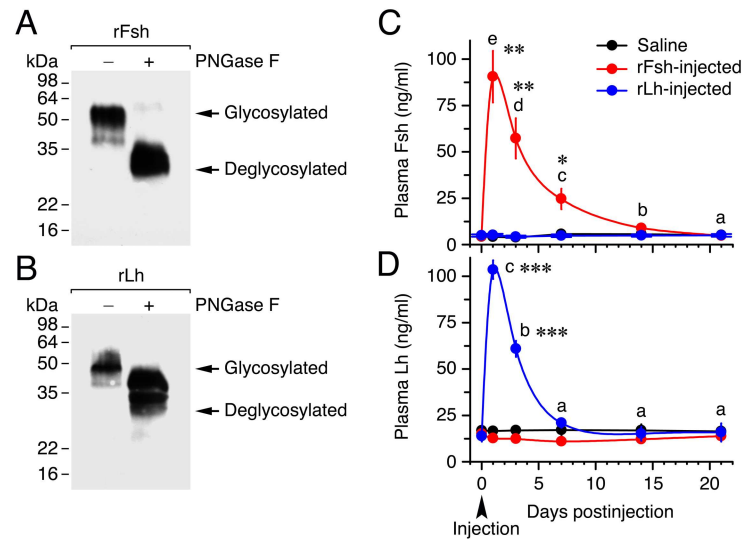 A
rFsh
kDa – + PNGase F
98
64
50
35
22
16
Glycosylated
Deglycosylated
B
rLh
kDa – + PNGase F
98
64
50
35
22
16
Glycosylated
Deglycosylated
C
Plasma Fsh (ng/ml)
100
75
50
25
0
e **
** d
* c
b
a
Saline
rFsh-injected
rLh-injected
D
Plasma Lh (ng/ml)
100
75
50
25
0
c ***
b ***
a
a
a
0 5 10 15 20
Days postinjection
Injection